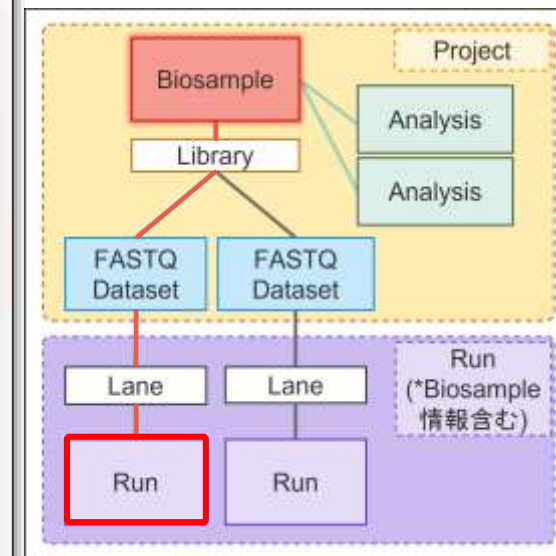 Project
Biosample
Analysis
Library
Analysis
FASTQ
Dataset
FASTQ
Dataset
Run
(*Biosample
情報含む)
Lane
Lane
Run
Run